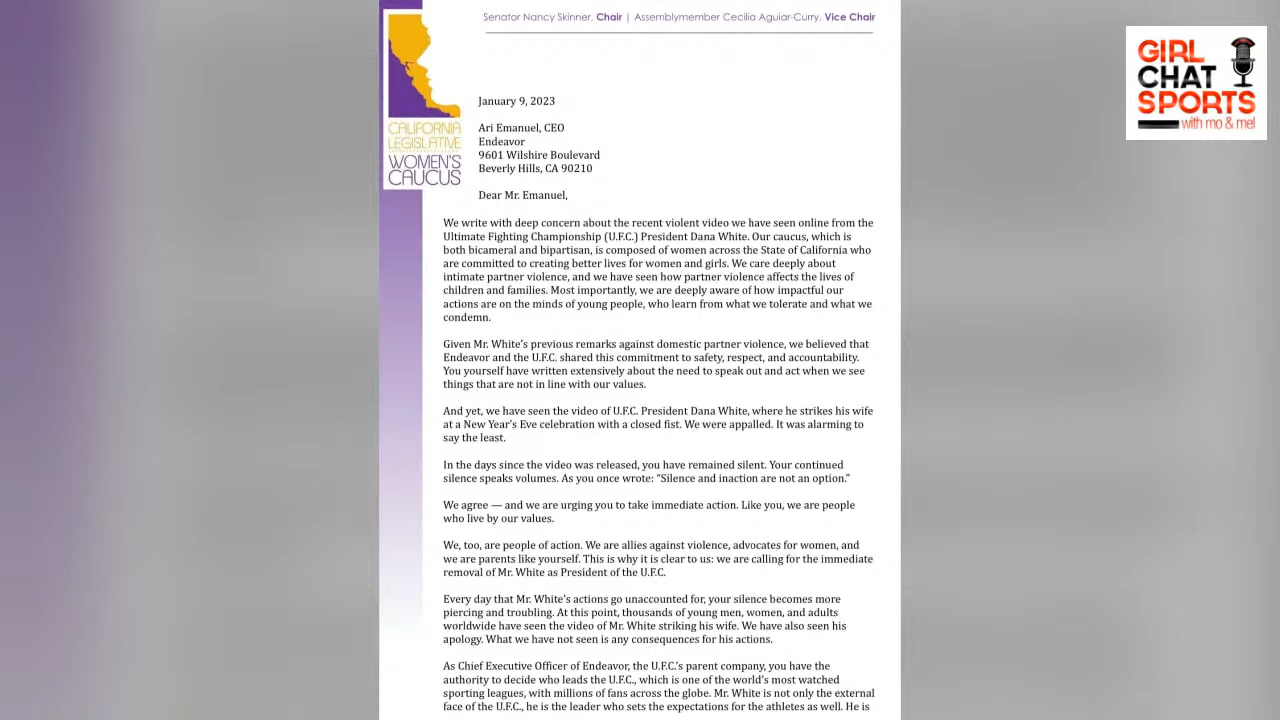 Senator Nancy Skinner, Chair | Assemblymember Cecilia Aguiar-Curry, Vice Chair
GIRL
CHAT
SPORTS
with mo & mel
CALIFORNIA
LEGISLATIVE
WOMEN'S
CAUCUS
January 9, 2023
Ari Emanuel, CEO
Endeavor
9601 Wilshire Boulevard
Beverly Hills, CA 90210
Dear Mr. Emanuel,
We write with deep concern about the recent violent video we have seen online from the
Ultimate Fighting Championship (U.F.C.) President Dana White. Our caucus, which is
both bicameral and bipartisan, is composed of women across the State of California who
are committed to creating better lives for women and girls. We care deeply about
intimate partner violence, and we have seen how partner violence affects the lives of
children and families. Most importantly, we are deeply aware of how impactful our
actions are on the minds of young people, who learn from what we tolerate and what we
condemn.
Given Mr. White's previous remarks against domestic partner violence, we believed that
Endeavor and the U.F.C. shared this commitment to safety, respect, and accountability.
You yourself have written extensively about the need to speak out and act when we see
things that are not in line with our values.
And yet, we have seen the video of U.F.C. President Dana White, where he strikes his wife
at a New Year's Eve celebration with a closed fist. We were appalled. It was alarming to
say the least.
In the days since the video was released, you have remained silent. Your continued
silence speaks volumes. As you once wrote: "Silence and inaction are not an option."
We agree — and we are urging you to take immediate action. Like you, we are people
who live by our values.
We, too, are people of action. We are allies against violence, advocates for women, and
we are parents like yourself. This is why it is clear to us: we are calling for the immediate
removal of Mr. White as President of the U.F.C.
Every day that Mr. White's actions go unaccounted for, your silence becomes more
piercing and troubling. At this point, thousands of young men, women, and adults
worldwide have seen the video of Mr. White striking his wife. We have also seen his
apology. What we have not seen is any consequences for his actions.
As Chief Executive Officer of Endeavor, the U.F.C.'s parent company, you have the
authority to decide who leads the U.F.C., which is one of the world's most watched
sporting leagues, with millions of fans across the globe. Mr. White is not only the external
face of the U.F.C., he is the leader who sets the expectations for the athletes as well. He is